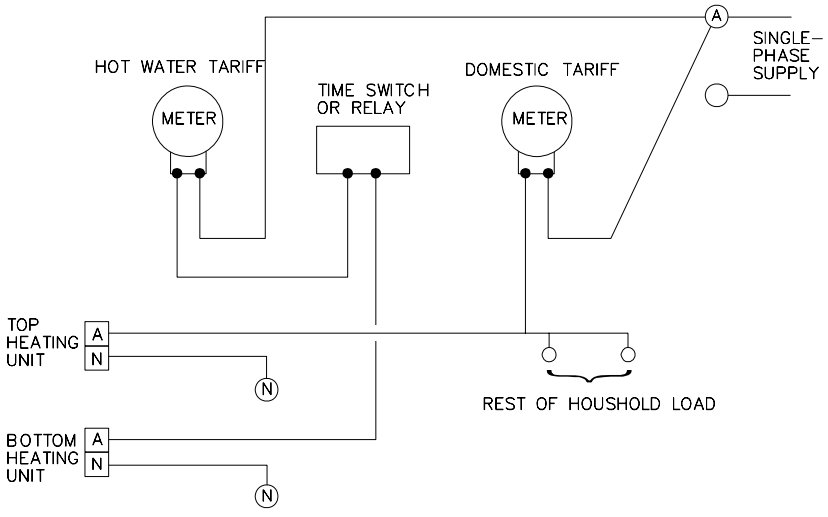 A
SINGLE-
PHASE
SUPPLY
HOT WATER TARIFF
DOMESTIC TARIFF
TIME SWITCH
OR RELAY
METER
METER
TOP
HEATING
UNIT
A
N
N
REST OF HOUSHOLD LOAD
BOTTOM
HEATING
UNIT
A
N
N